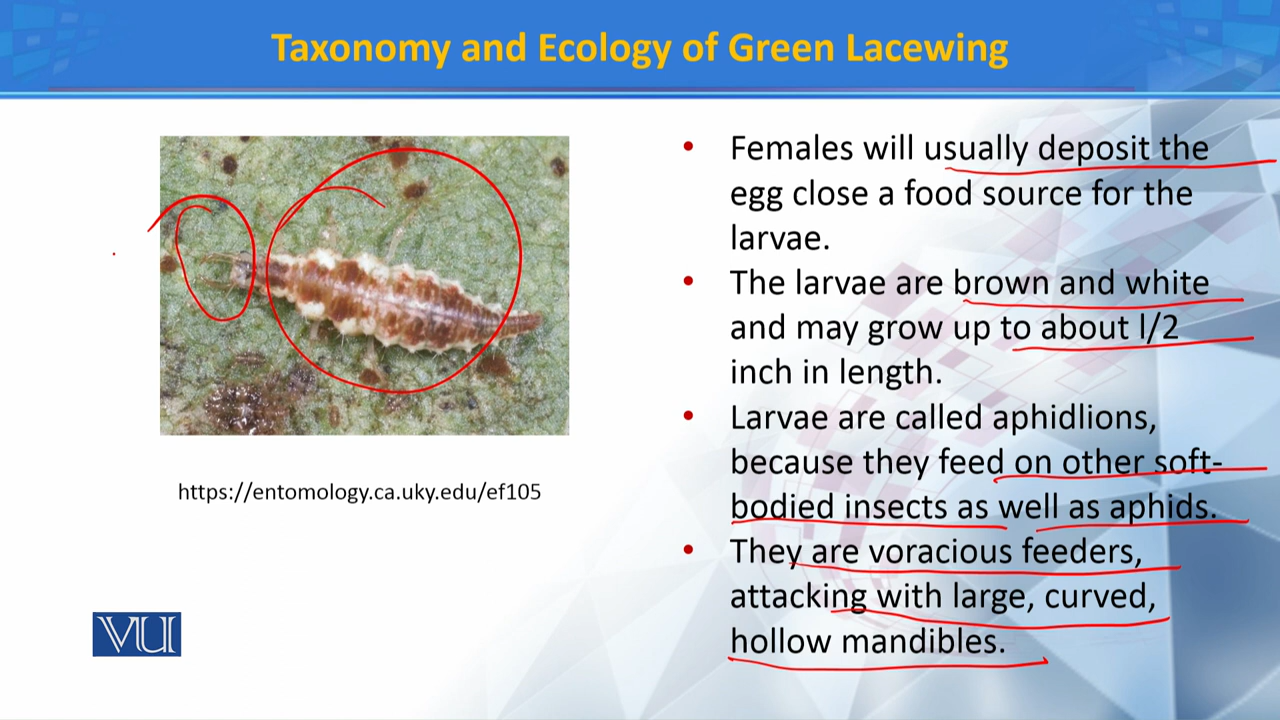 Taxonomy and Ecology of Green Lacewing
• Females will usually deposit the
egg close a food source for the
larvae.
• The larvae are brown and white
and may grow up to about l/2
inch in length.
• Larvae are called aphidlions,
because they feed on other soft-
bodied insects as well as aphids.
• They are voracious feeders,
attacking with large, curved,
hollow mandibles.
https://entomology.ca.uky.edu/ef105
VU